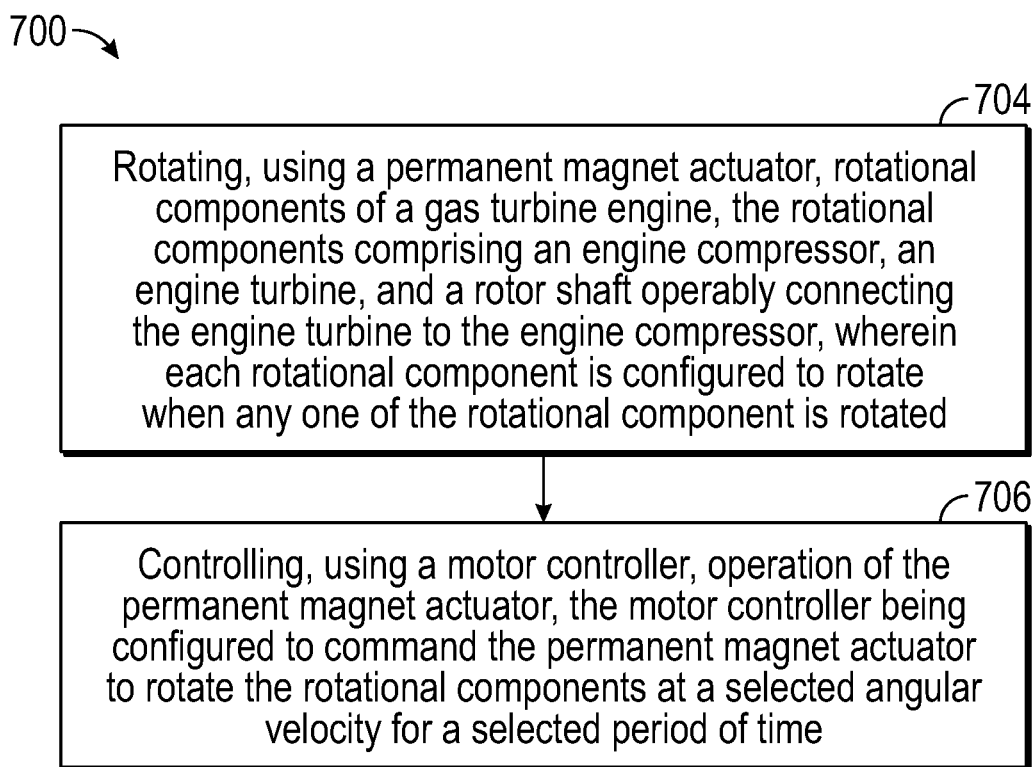 700
704
Rotating, using a permanent magnet actuator, rotational
components of a gas turbine engine, the rotational
components comprising an engine compressor, an
engine turbine, and a rotor shaft operably connecting
the engine turbine to the engine compressor, wherein
each rotational component is configured to rotate
when any one of the rotational component is rotated
706
Controlling, using a motor controller, operation of the
permanent magnet actuator, the motor controller being
configured to command the permanent magnet actuator
to rotate the rotational components at a selected angular
velocity for a selected period of time